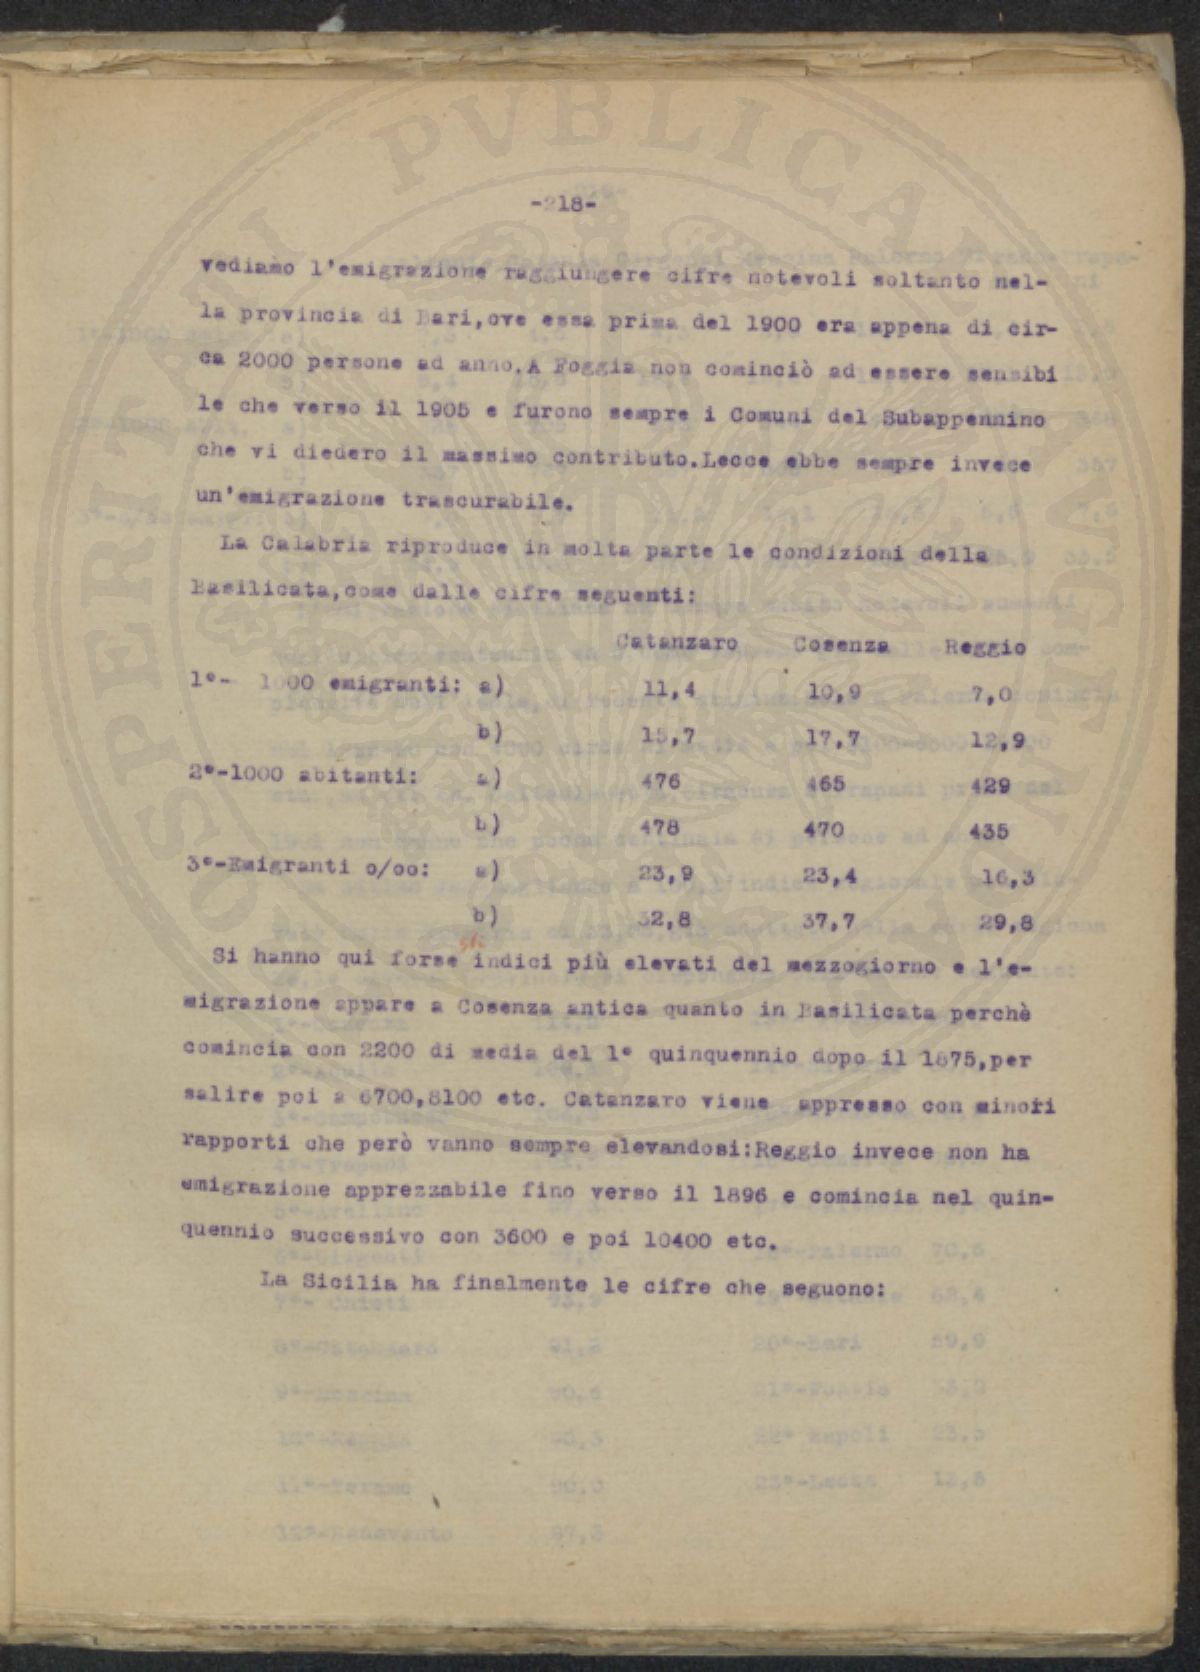 -218-
vediamo l'emigrazione raggiungere cifre notevoli soltanto nel-
la provincia di Bari,ove essa prima del 1900 era appena di cir-
ca 2000 persone ad anno.A Foggia non cominciò ad essere sensibi
le che verso il 1905 e furono sempre i Comuni del Subappennino
che vi diedero il massimo contributo.Lecce ebbe sempre invece
un'emigrazione trascurabile.
La Calabria riproduce in molta parte le condizioni della
Basilicata,come dalle cifre seguenti:
Catanzaro Cosenza Reggio
1°- 1000 emigranti: a) 11,4 10,9 7,0
b) 15,7 17,7 12,9
2°-1000 abitanti: a) 476 465 429
b) 478 470 435
3°-Emigranti o/oo: a) 23,9 23,4 16,3
b) 32,8 37,7 29,8
Si hanno qui forse gli indici più elevati del mezzogiorno e l'e-
migrazione appare a Cosenza antica quanto in Basilicata perchè
comincia con 2200 di media del 1° quinquennio dopo il 1875,per
salire poi a 6700,8100 etc. Catanzaro viene appresso con minori
rapporti che però vanno sempre elevandosi:Reggio invece non ha
emigrazione apprezzabile fino verso il 1896 e comincia nel quin-
quennio successivo con 3600 e poi 10400 etc.
La Sicilia ha finalmente le cifre che seguono: